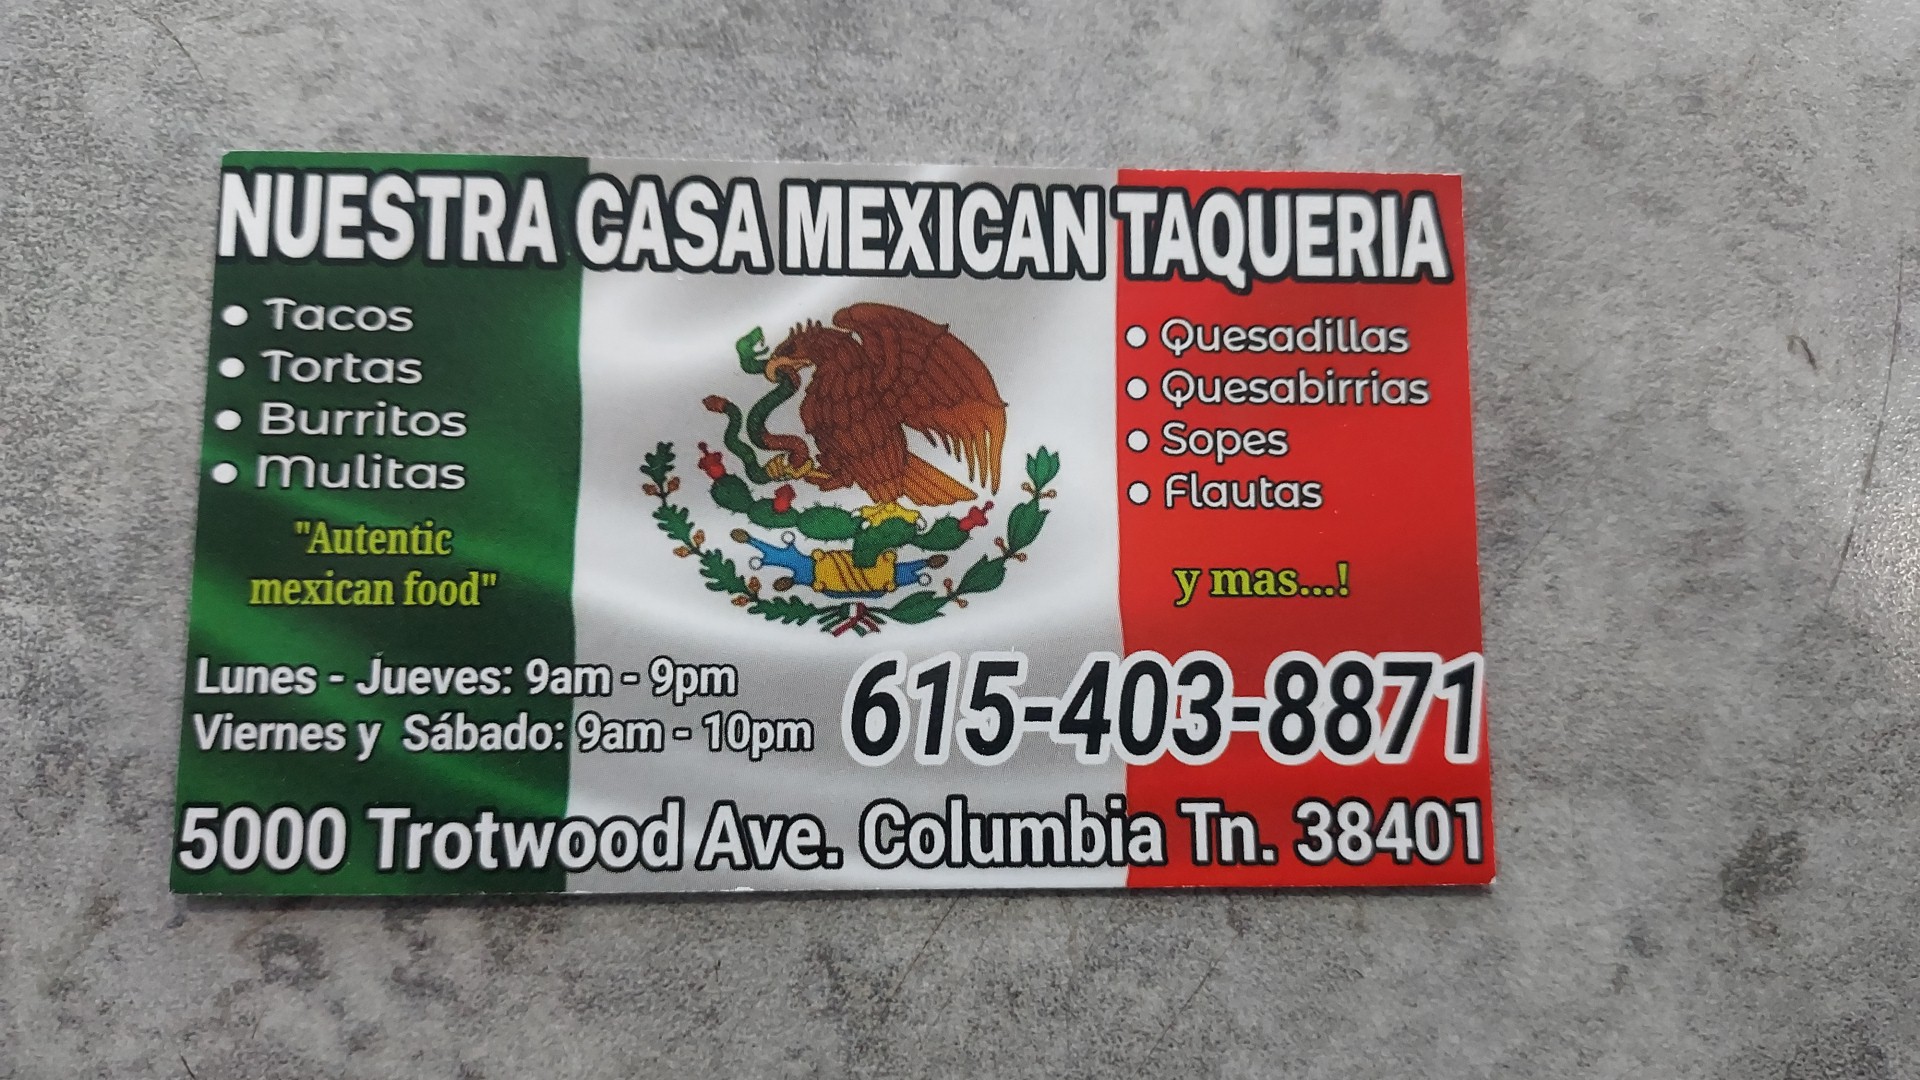 NUESTRA CASA MEXICAN TAQUERIA
• Tacos
• Tortas
• Burritos
• Mulitas
"Autentic
mexican food"
• Quesadillas
• Quesabirrias
• Sopes
• Flautas
y mas...!
Lunes - Jueves: 9am - 9pm
Viernes y Sábado: 9am - 10pm
615-403-8871
5000 Trotwood Ave. Columbia Tn. 38401